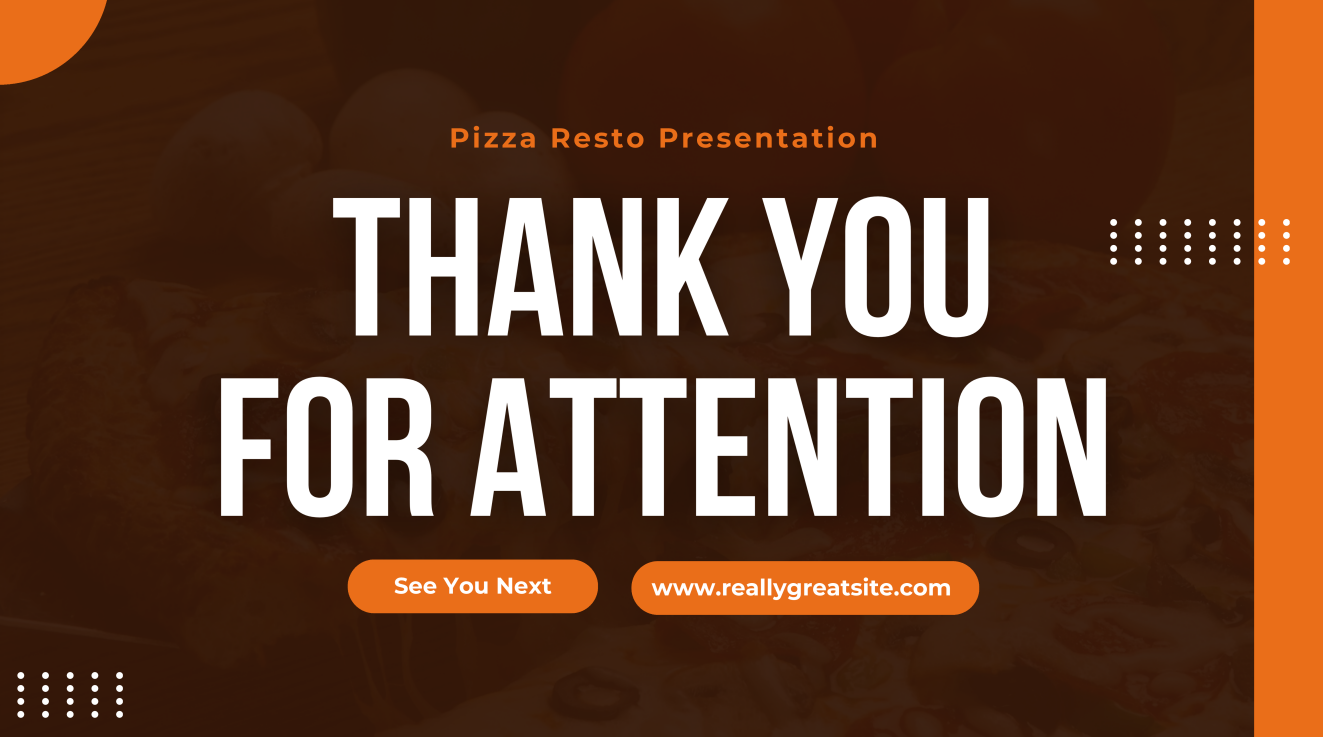 Pizza Resto Presentation
THANK YOU
FOR ATTENTION
See You Next
www.reallygreatsite.com